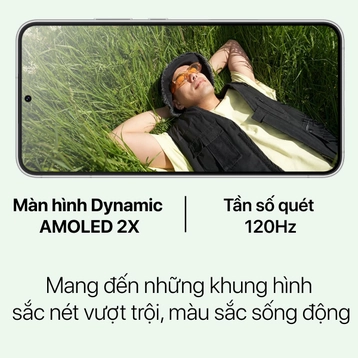 Màn hình Dynamic
AMOLED 2X
Tần số quét
120Hz
Mang đến những khung hình
sắc nét vượt trội, màu sắc sống động